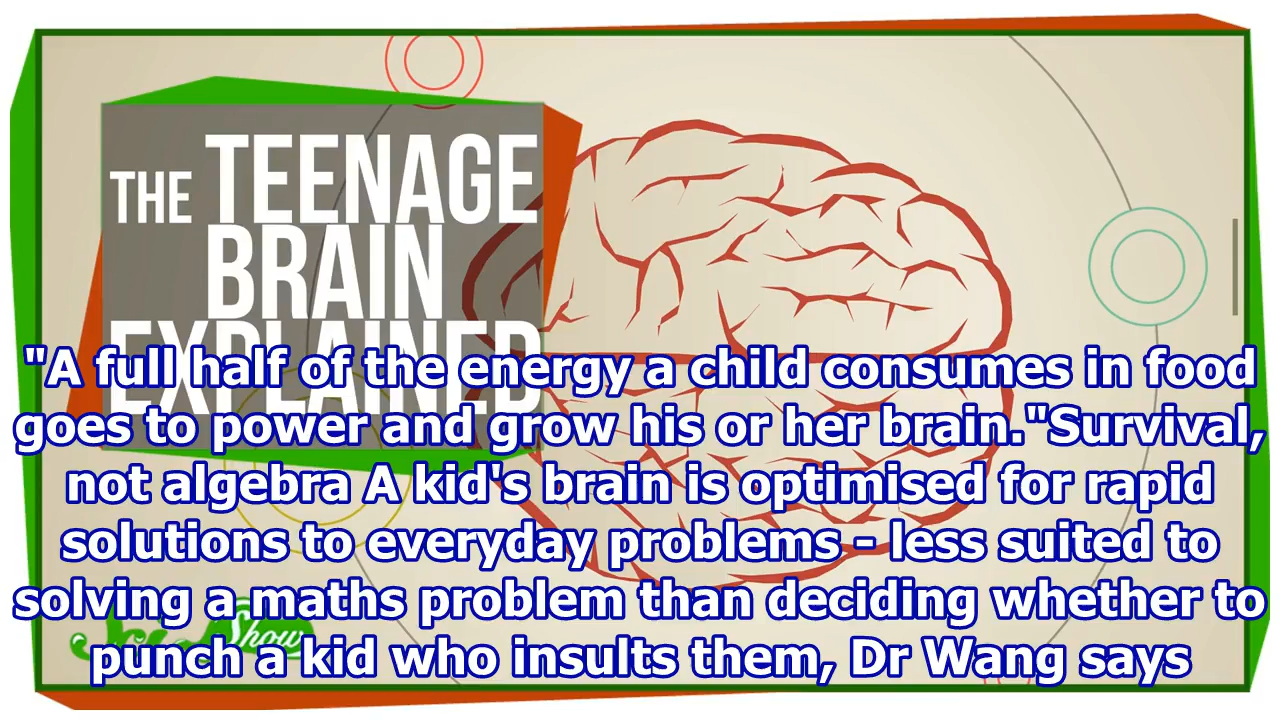 THE TEENAGE
BRAIN
EXPLAINED
"A full half of the energy a child consumes in food
goes to power and grow his or her brain."Survival,
not algebra A kid's brain is optimised for rapid
solutions to everyday problems - less suited to
solving a maths problem than deciding whether to
Show
punch a kid who insults them, Dr Wang says